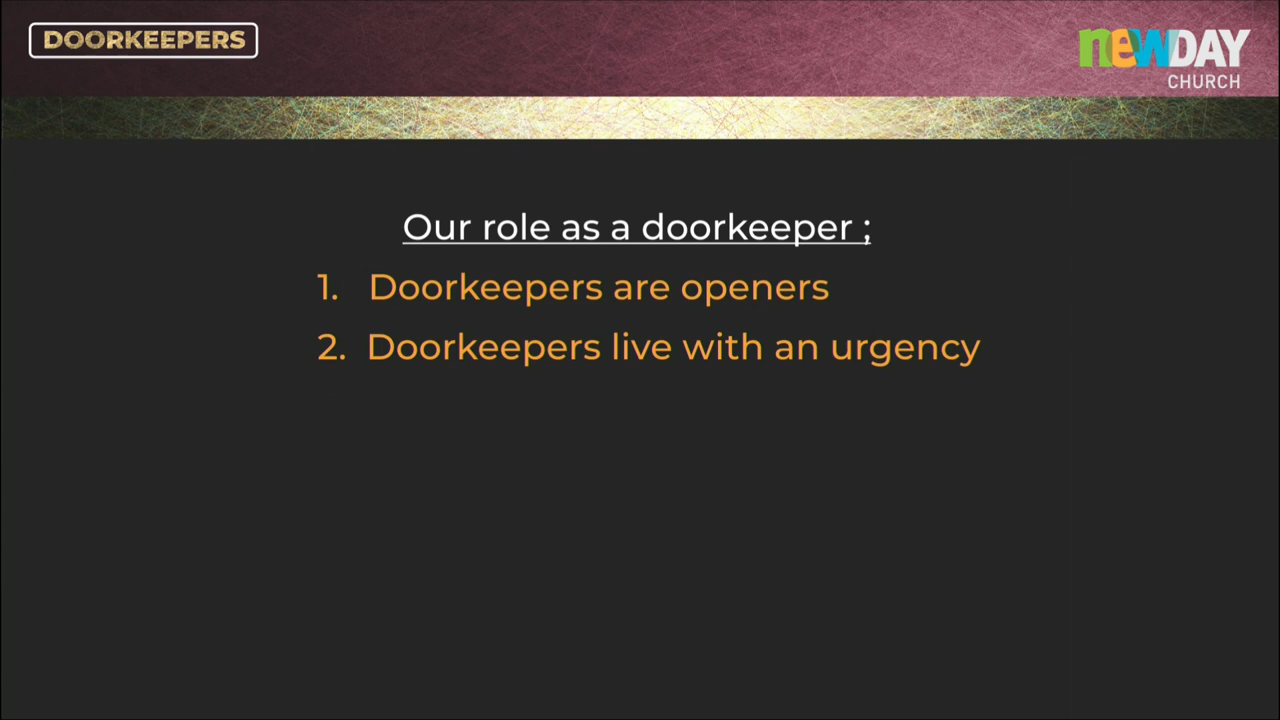 DOORKEEPERS
newDAY
CHURCH
Our role as a doorkeeper ;
1. Doorkeepers are openers
2. Doorkeepers live with an urgency